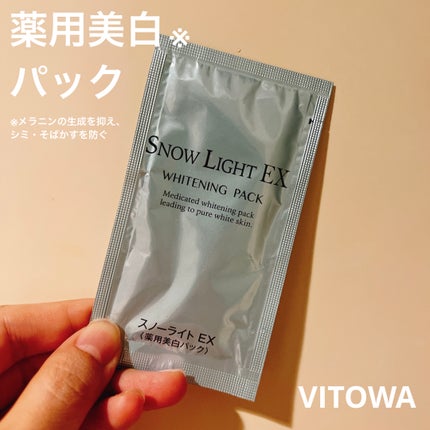 薬用美白※
パック
※メラニンの生成を抑え、
シミ・そばかすを防ぐ
SNOW LIGHT EX
WHITENING PACK
Medicated whitening pack
leading to pure white skin.
スノーライト EX
〈薬用美白パック〉
VITOWA